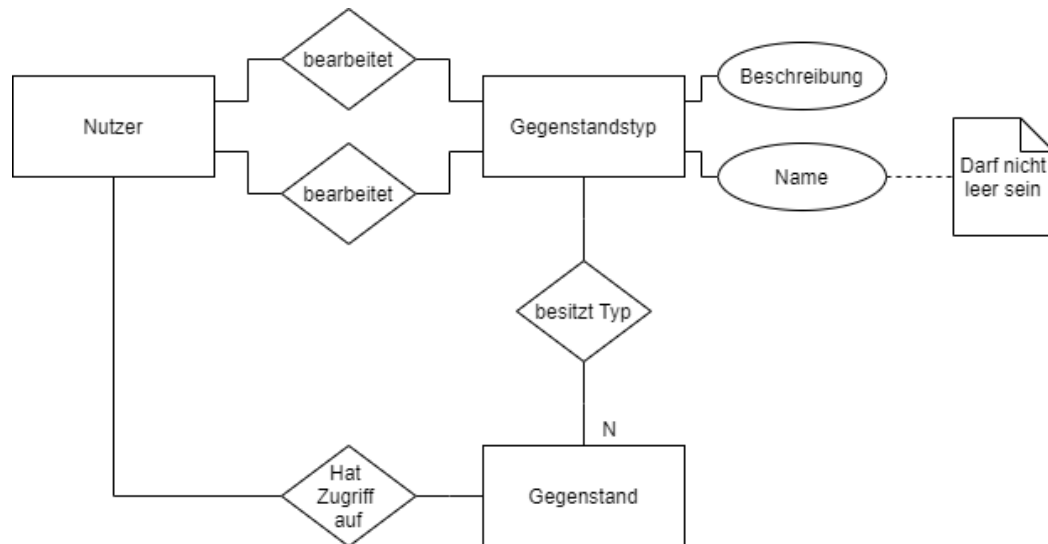 bearbeitet
Beschreibung
Nutzer
Gegenstandstyp
Darf nicht
leer sein
Name
bearbeitet
besitzt Typ
N
Hat
Zugriff
auf
Gegenstand